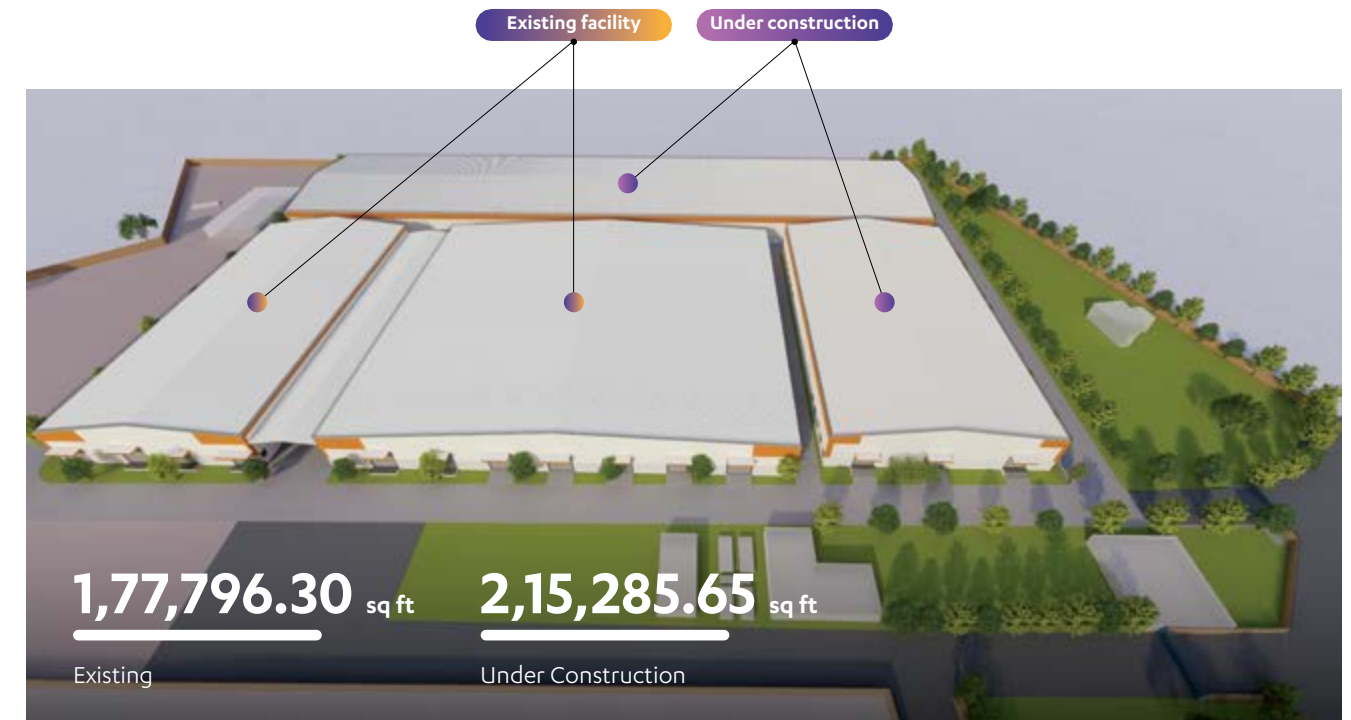 Existing facility
Under construction
1,77,796.30 sq ft
2,15,285.65 sq ft
Existing
Under Construction